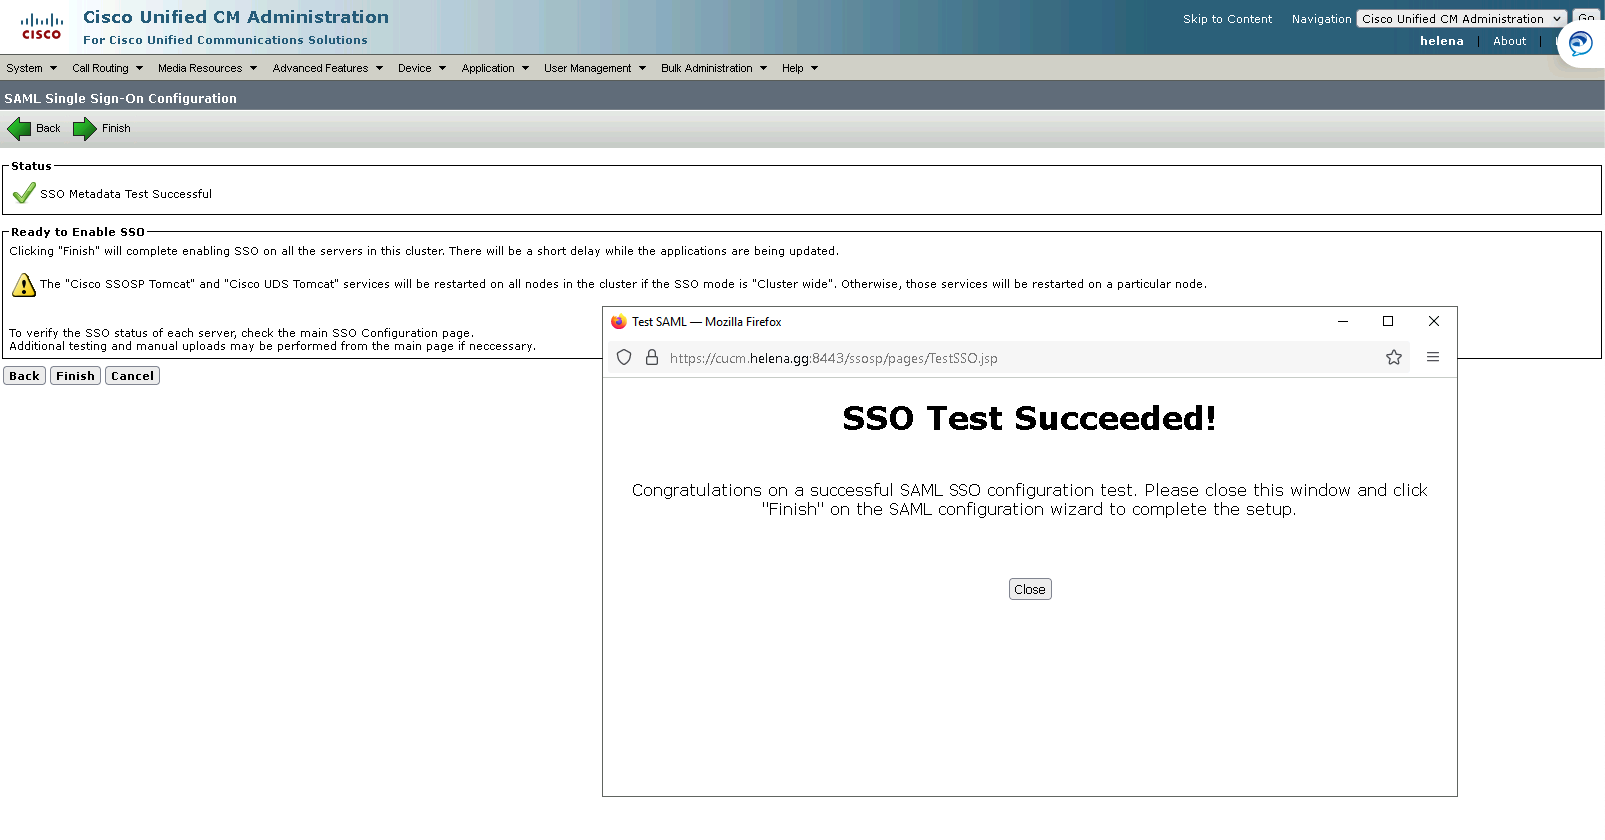 cisco
Cisco Unified CM Administration
For Cisco Unified Communications Solutions
Skip to Content Navigation Cisco Unified CM Administration Go
helena | About |
System Call Routing Media Resources Advanced Features Device Application User Management Bulk Administration Help
SAML Single Sign-On Configuration
Back Finish
Status
SSO Metadata Test Successful
Ready to Enable SSO
Clicking "Finish" will complete enabling SSO on all the servers in this cluster. There will be a short delay while the applications are being updated.
The "Cisco SSOSP Tomcat" and "Cisco UDS Tomcat" services will be restarted on all nodes in the cluster if the SSO mode is "Cluster wide". Otherwise, those services will be restarted on a particular node.
To verify the SSO status of each server, check the main SSO Configuration page.
Additional testing and manual uploads may be performed from the main page if neccessary.
Back Finish Cancel
Test SAML — Mozilla Firefox
https://cucm.helena.gg:8443/ssosp/pages/TestSSO.jsp
SSO Test Succeeded!
Congratulations on a successful SAML SSO configuration test. Please close this window and click
"Finish" on the SAML configuration wizard to complete the setup.
Close